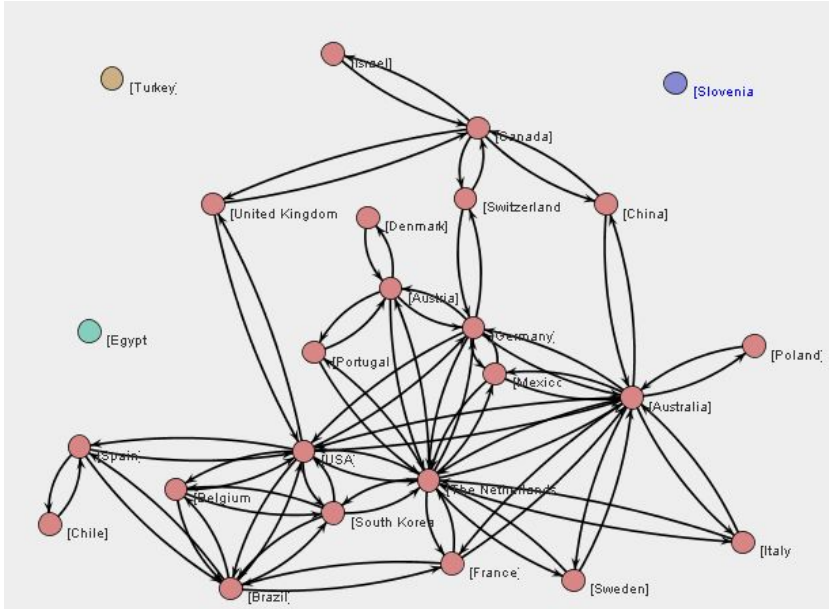 [Israel]
[Turkey]
[Slovenia
[Canada]
[United Kingdom
[Switzerland
[China]
[Denmark]
[Austria]
[Egypt
[Germany]
[Portugal
[Poland]
[Mexico
[Australia]
[Spain]
[USA]
[Belgium
[The Netherlands
[South Korea
[Chile]
[Italy
[France]
[Sweden]
[Brazil]